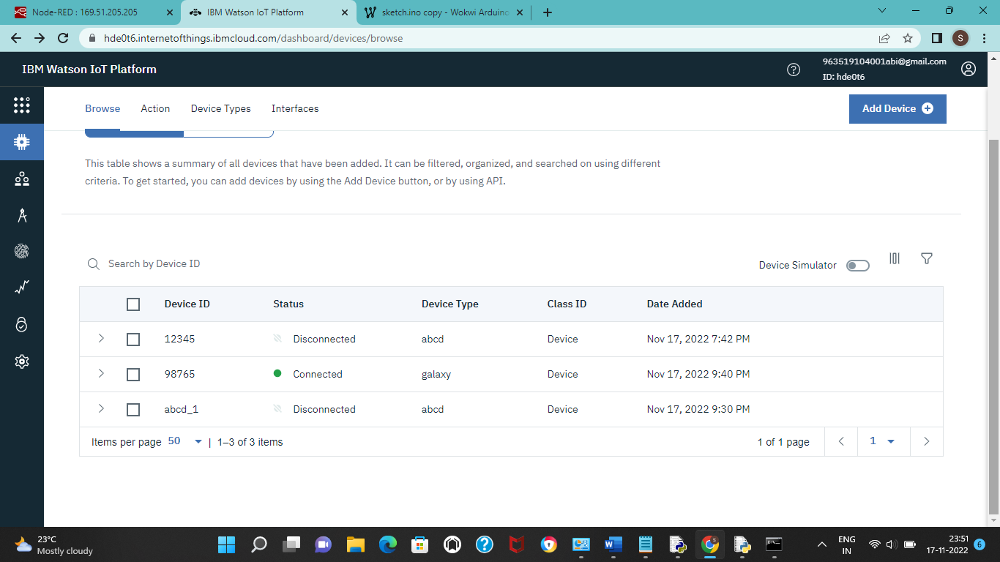 Node-RED : 169.51.205.205
IBM Watson IoT Platform
sketch.ino copy - Wokwi Arduino
hde0t6.internetofthings.ibmcloud.com/dashboard/devices/browse
S
IBM Watson IoT Platform
963519104001abi@gmail.com
ID: hde0t6
Browse Action Device Types Interfaces
Add Device
This table shows a summary of all devices that have been added. It can be filtered, organized, and searched on using different
criteria. To get started, you can add devices by using the Add Device button, or by using API.
Search by Device ID
Device Simulator
Device ID Status Device Type Class ID Date Added
12345 Disconnected abcd Device Nov 17, 2022 7:42 PM
98765 Connected galaxy Device Nov 17, 2022 9:40 PM
abcd_1 Disconnected abcd Device Nov 17, 2022 9:30 PM
Items per page 50 | 1–3 of 3 items
1 of 1 page
1
23°C
Mostly cloudy
ENG
IN
23:51
17-11-2022
6